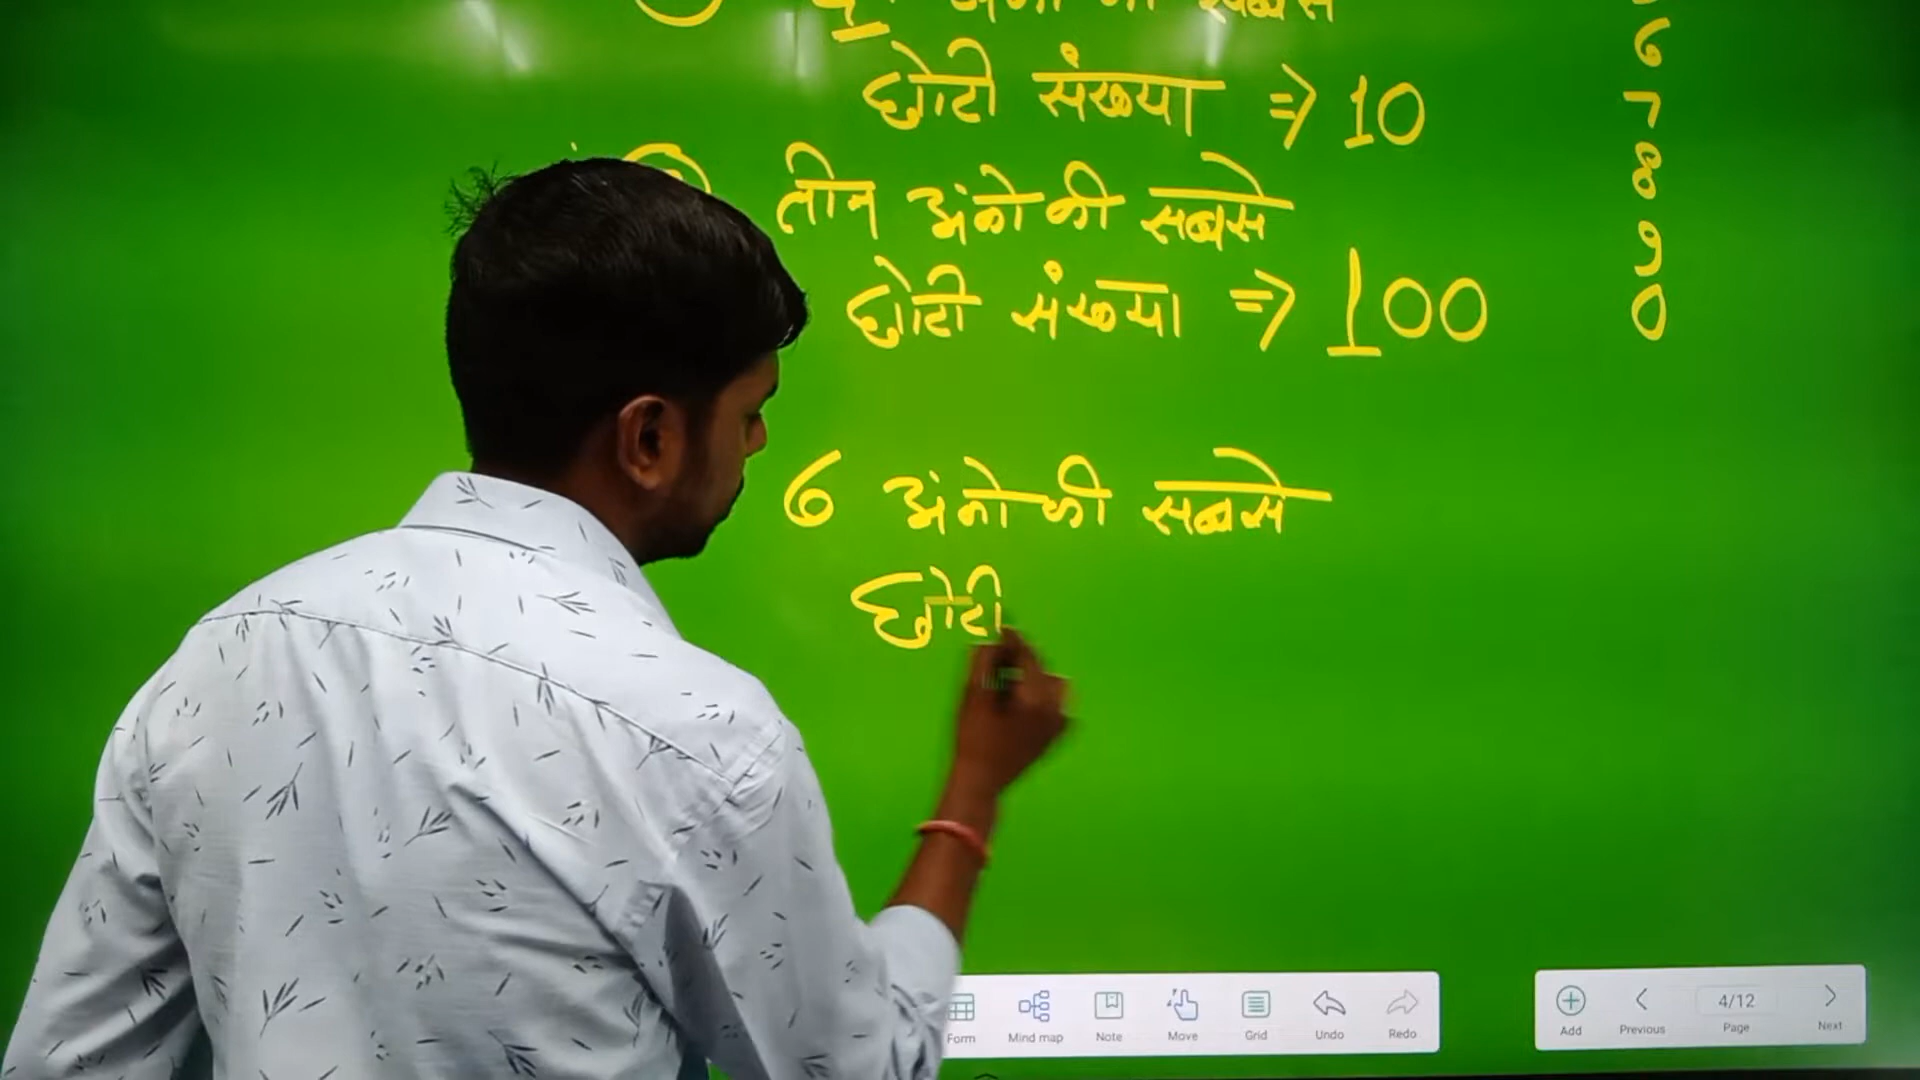 छोटी संख्या ⇒ 10
तीन अंको की सबसे
छोटी संख्या ⇒ 100
6 अंको की सबसे
छोटी
6
7
8
9
0
Form Mind map Note Move Grid Undo Redo
Add Previous 4/12 Page Next